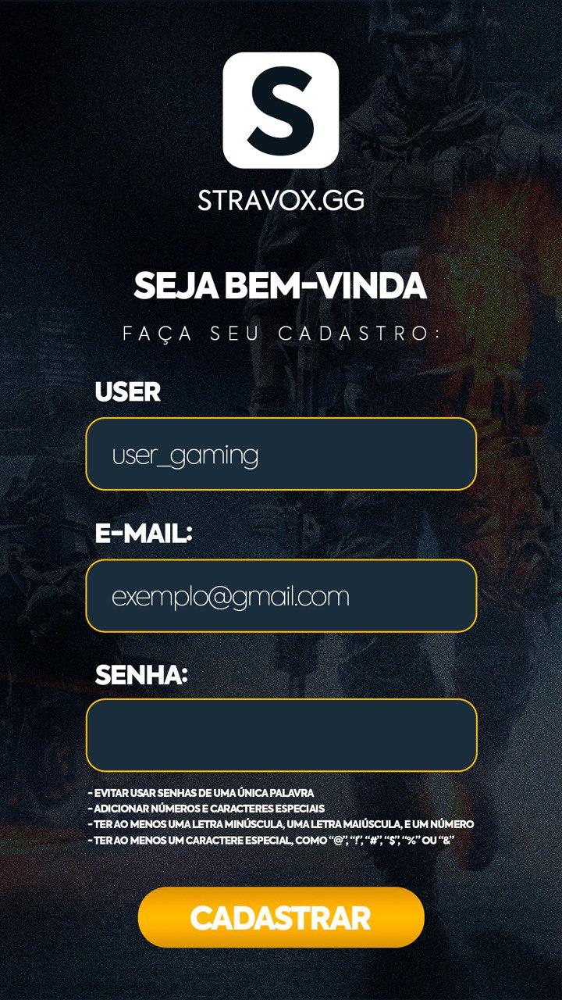 S
STRAVOX.GG
SEJA BEM-VINDA
FAÇA SEU CADASTRO:
USER
user_gaming
E-MAIL:
exemplo@gmail.com
SENHA:
- EVITAR USAR SENHAS DE UMA ÚNICA PALAVRA
- ADICIONAR NÚMEROS E CARACTERES ESPECIAIS
- TER AO MENOS UMA LETRA MINÚSCULA, UMA LETRA MAIÚSCULA, E UM NÚMERO
- TER AO MENOS UM CARACTERE ESPECIAL, COMO “@”, “!”, “#”, “$”, “%” OU “&”
CADASTRAR